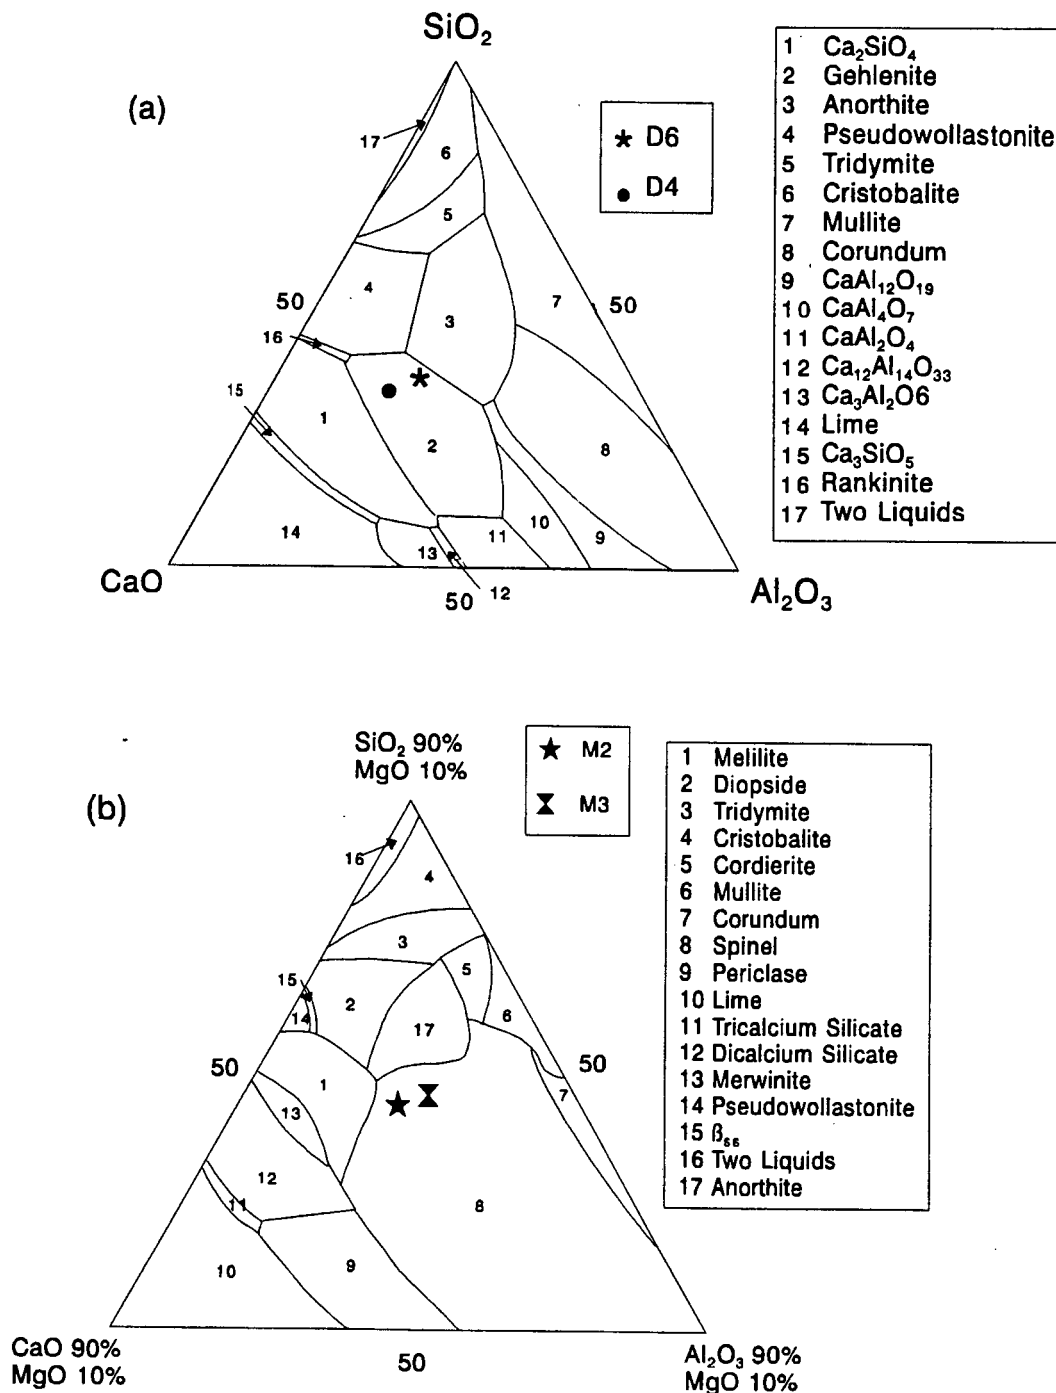 SiO₂
(a)
17
6
5
4
50
3
7
50
16
15
1
2
8
14
13
11
10
9
12
CaO
50
Al₂O₃
D6
D4
1 Ca₂SiO₄
2 Gehlenite
3 Anorthite
4 Pseudowollastonite
5 Tridymite
6 Cristobalite
7 Mullite
8 Corundum
9 CaAl₁₂O₁₉
10 CaAl₄O₇
11 CaAl₂O₄
12 Ca₁₂Al₁₄O₃₃
13 Ca₃Al₂O6
14 Lime
15 Ca₃SiO₅
16 Rankinite
17 Two Liquids
SiO₂ 90%
MgO 10%
(b)
16
4
3
5
15
2
14
17
6
50
50
1
7
13
12
8
11
10
9
CaO 90%
MgO 10%
50
Al₂O₃ 90%
MgO 10%
M2
M3
1 Melilite
2 Diopside
3 Tridymite
4 Cristobalite
5 Cordierite
6 Mullite
7 Corundum
8 Spinel
9 Periclase
10 Lime
11 Tricalcium Silicate
12 Dicalcium Silicate
13 Merwinite
14 Pseudowollastonite
15 βₛₛ
16 Two Liquids
17 Anorthite